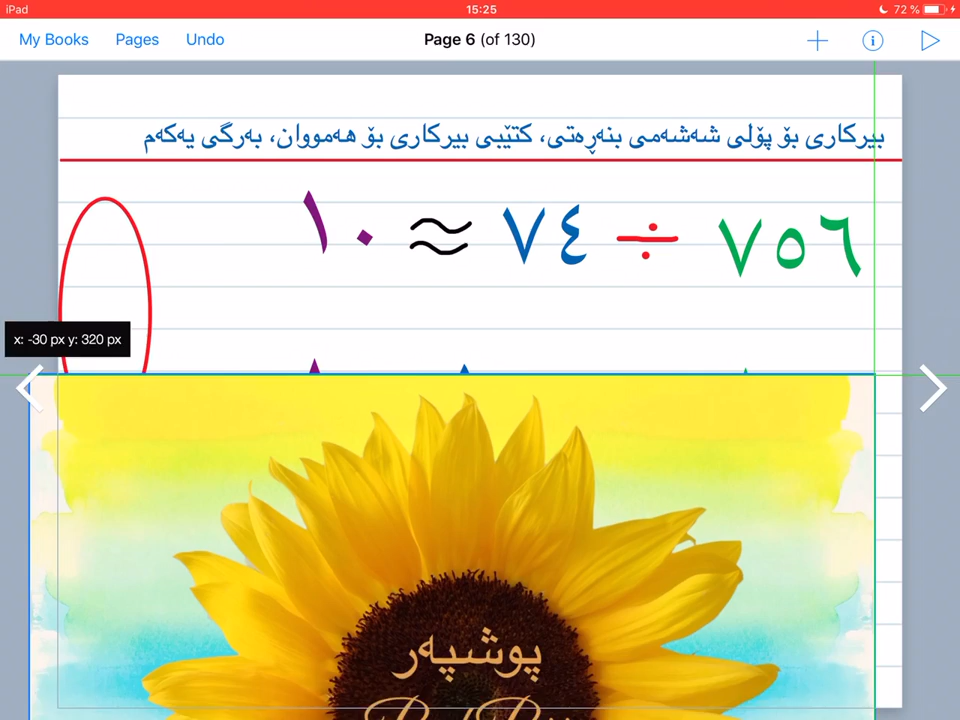 iPad 15:25 72 %
My Books Pages Undo Page 6 (of 130)
بیرکاری بۆ پۆلی شەشەمی بنەڕەتی، کتێبی بیرکاری بۆ هەمووان، بەرگی یەکەم
٧٥٦ ÷ ٧٤ ≈ ١٠
x: -30 px y: 320 px
پوشپەر